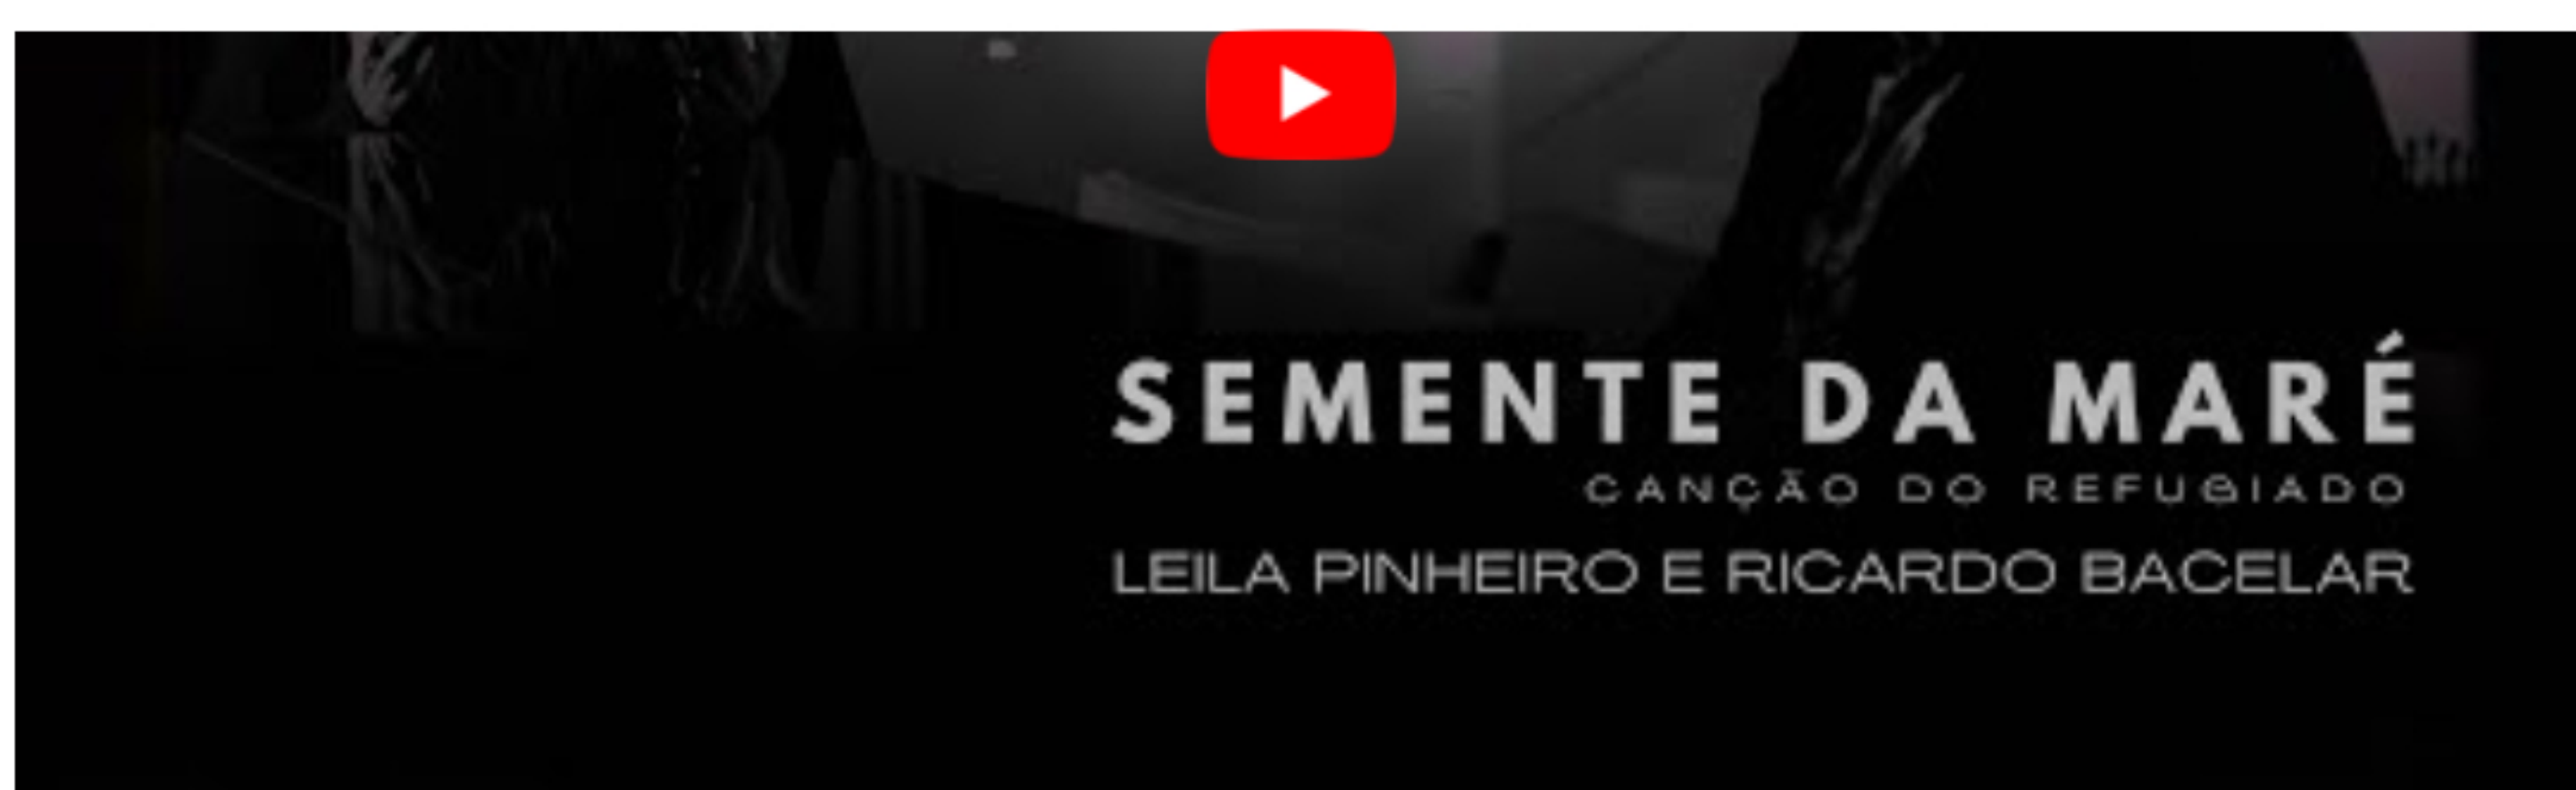 SEMENTE DA MARÉ
CANÇÃO DO REFUGIADO
LEILA PINHEIRO E RICARDO BACELAR